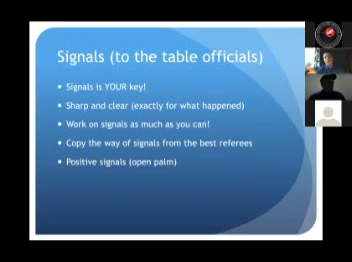 Signals (to the table officials)
• Signals is YOUR key!
• Sharp and clear (exactly for what happened)
• Work on signals as much as you can!
• Copy the way of signals from the best referees
• Positive signals (open palm)